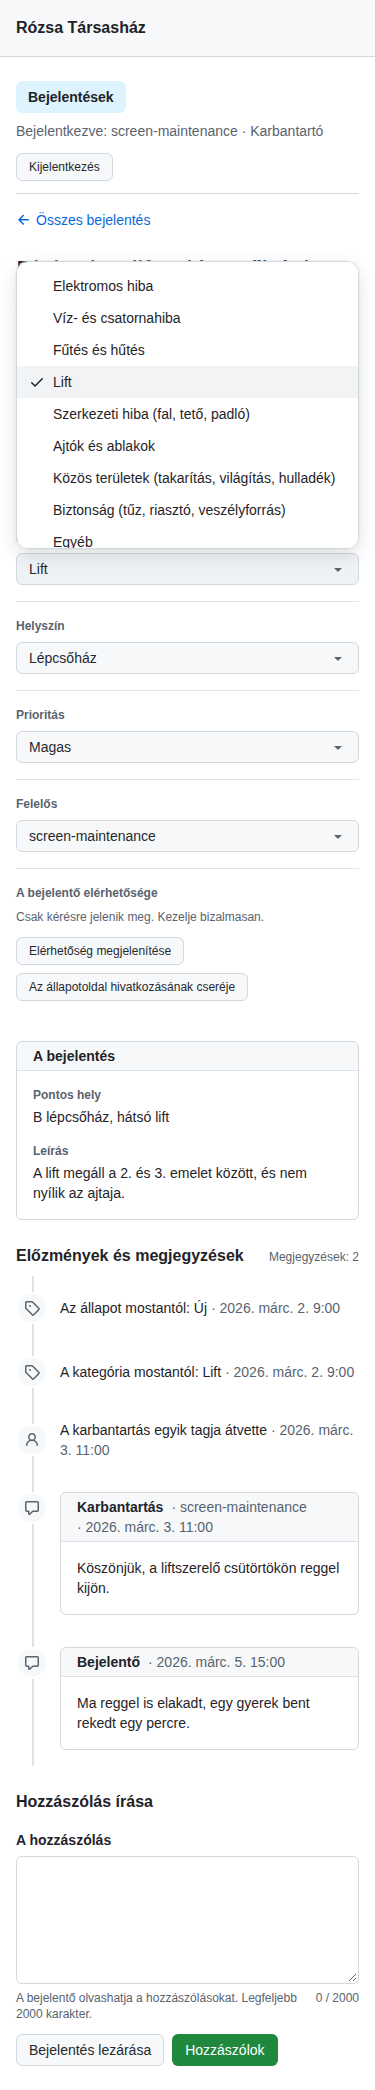 Rózsa Társasház
Bejelentések
Bejelentkezve: screen-maintenance · Karbantartó
Kijelentkezés
← Összes bejelentés
Elektromos hiba
Víz- és csatornahiba
Fűtés és hűtés
Lift
Szerkezeti hiba (fal, tető, padló)
Ajtók és ablakok
Közös területek (takarítás, világítás, hulladék)
Biztonság (tűz, riasztó, veszélyforrás)
Egyéb
Lift
Helyszín
Lépcsőház
Prioritás
Magas
Felelős
screen-maintenance
A bejelentő elérhetősége
Csak kérésre jelenik meg. Kezelje bizalmasan.
Elérhetőség megjelenítése
Az állapotoldal hivatkozásának cseréje
A bejelentés
Pontos hely
B lépcsőház, hátsó lift
Leírás
A lift megáll a 2. és 3. emelet között, és nem
nyílik az ajtaja.
Előzmények és megjegyzések
Megjegyzések: 2
Az állapot mostantól: Új · 2026. márc. 2. 9:00
A kategória mostantól: Lift · 2026. márc. 2. 9:00
A karbantartás egyik tagja átvette · 2026. márc.
3. 11:00
Karbantartás · screen-maintenance
· 2026. márc. 3. 11:00
Köszönjük, a liftszerelő csütörtökön reggel
kijön.
Bejelentő · 2026. márc. 5. 15:00
Ma reggel is elakadt, egy gyerek bent
rekedt egy percre.
Hozzászólás írása
A hozzászólás
A bejelentő olvashatja a hozzászólásokat. Legfeljebb
2000 karakter.
0 / 2000
Bejelentés lezárása
Hozzászólok